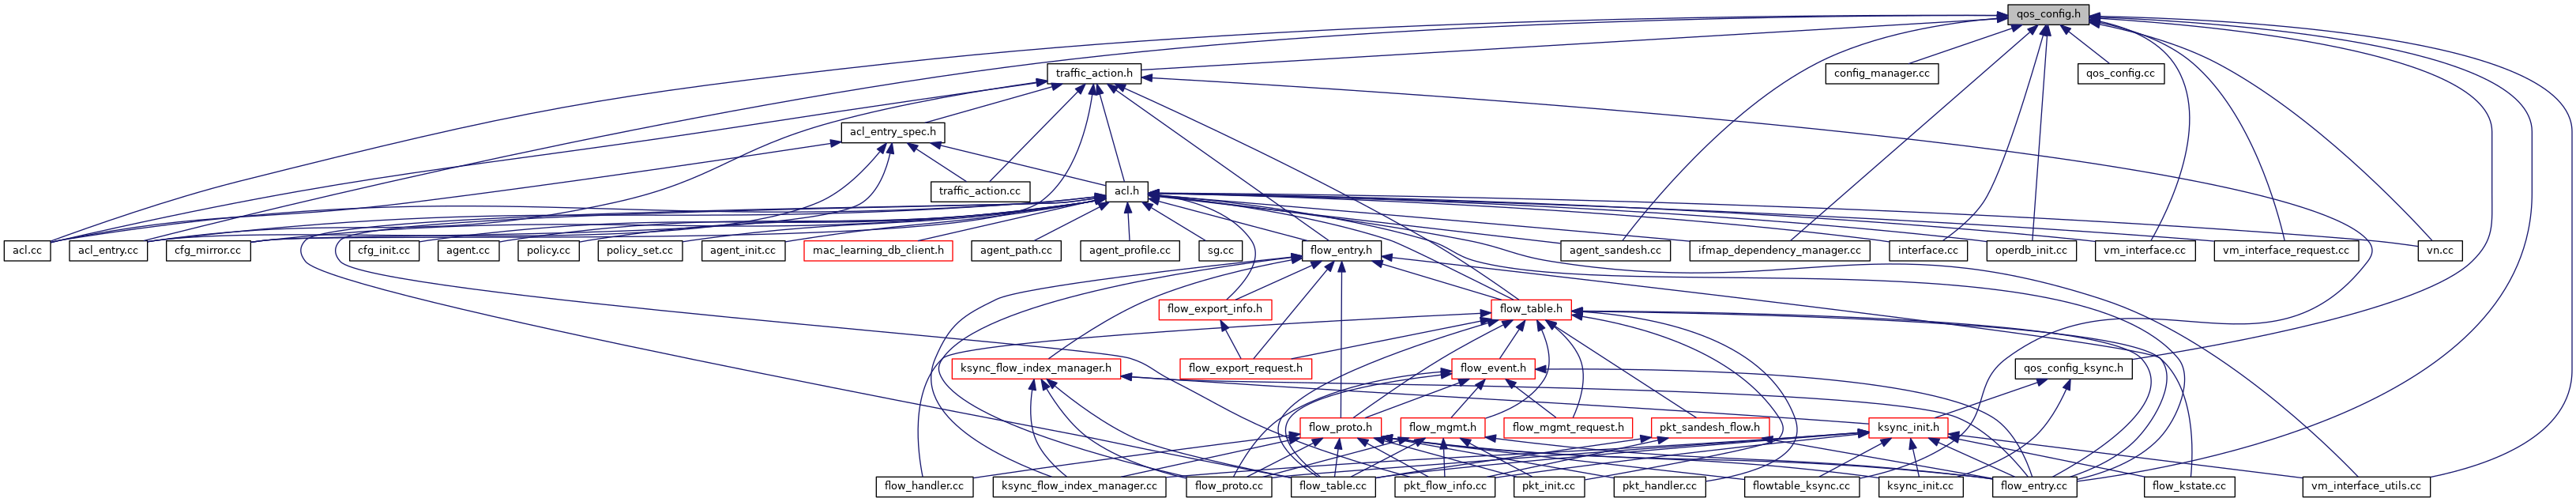 qos_config.h
traffic_action.h
config_manager.cc
qos_config.cc
acl_entry_spec.h
traffic_action.cc
acl.h
acl.cc
acl_entry.cc
cfg_mirror.cc
cfg_init.cc
agent.cc
policy.cc
policy_set.cc
agent_init.cc
mac_learning_db_client.h
agent_path.cc
agent_profile.cc
sg.cc
flow_entry.h
agent_sandesh.cc
ifmap_dependency_manager.cc
interface.cc
operdb_init.cc
vm_interface.cc
vm_interface_request.cc
vn.cc
flow_export_info.h
flow_table.h
ksync_flow_index_manager.h
flow_export_request.h
flow_event.h
qos_config_ksync.h
flow_proto.h
flow_mgmt.h
flow_mgmt_request.h
pkt_sandesh_flow.h
ksync_init.h
flow_handler.cc
ksync_flow_index_manager.cc
flow_proto.cc
flow_table.cc
pkt_flow_info.cc
pkt_init.cc
pkt_handler.cc
flowtable_ksync.cc
ksync_init.cc
flow_entry.cc
flow_kstate.cc
vm_interface_utils.cc